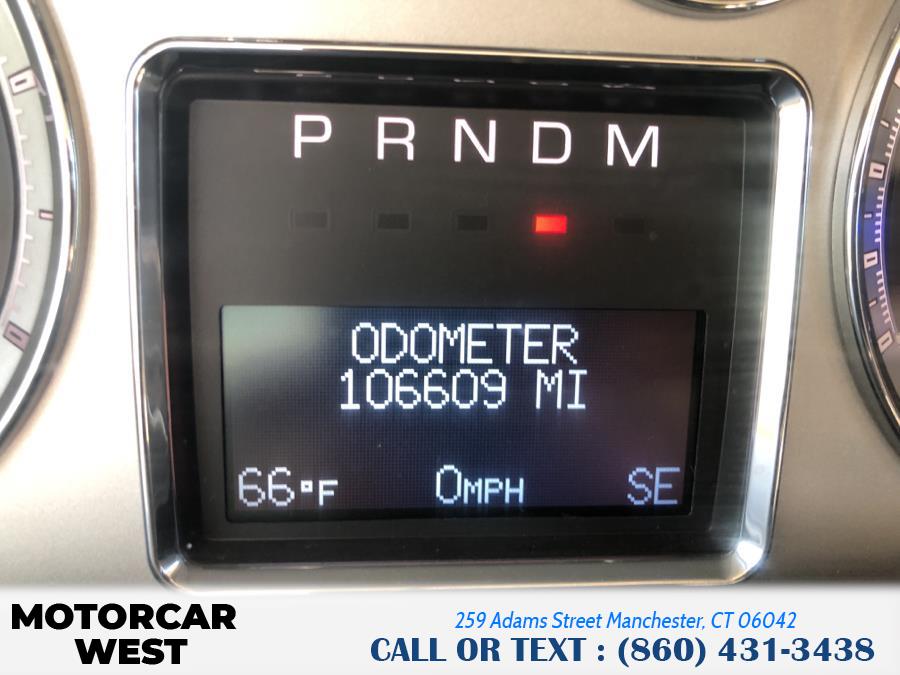 P R N D M
ODOMETER
106609 MI
66°F 0MPH SE
MOTORCAR
WEST
259 Adams Street Manchester, CT 06042
CALL OR TEXT : (860) 431-3438